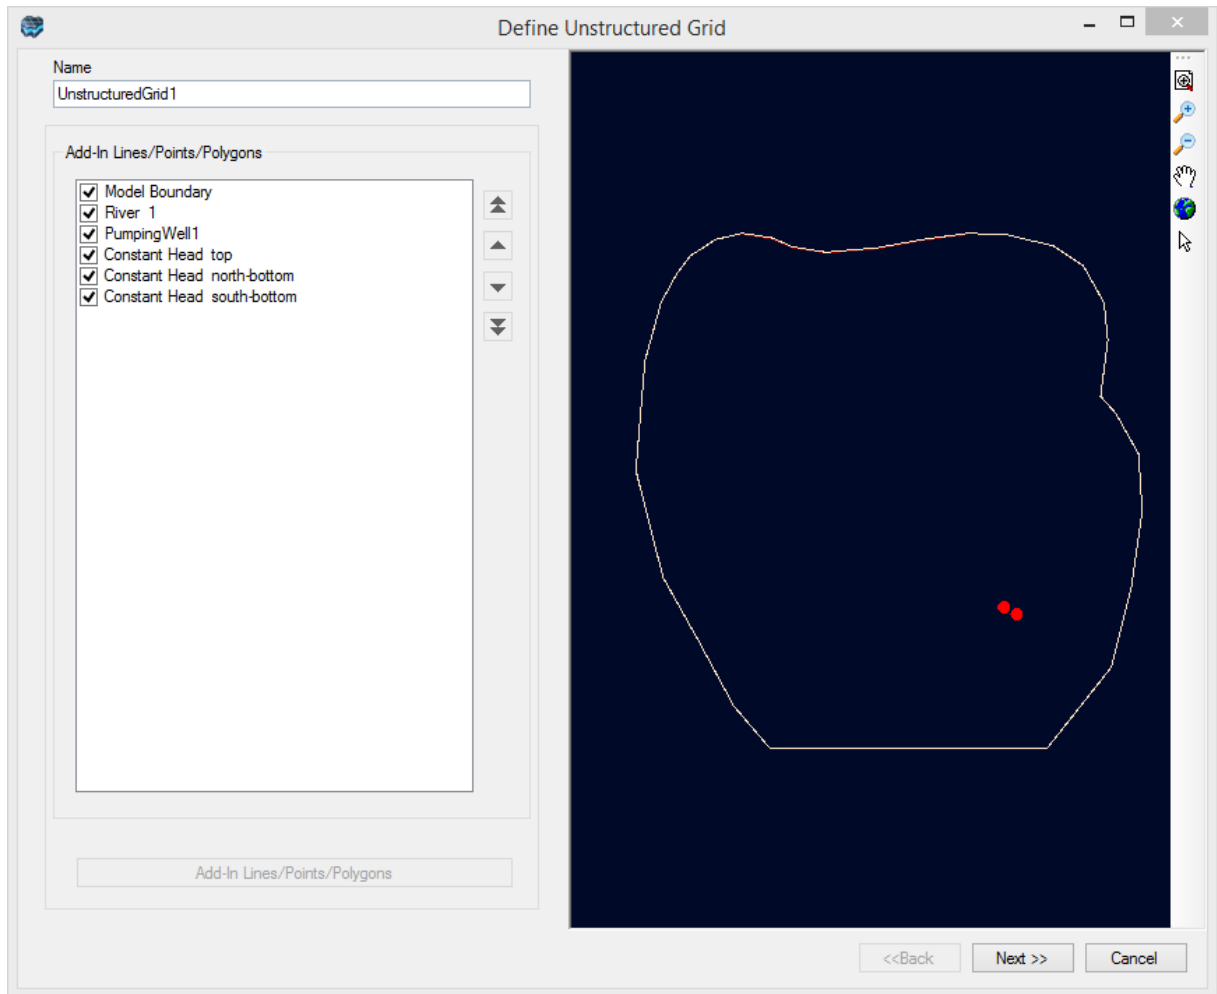 Define Unstructured Grid
Name
UnstructuredGrid1
Add-In Lines/Points/Polygons
Model Boundary
River 1
PumpingWell1
Constant Head top
Constant Head north-bottom
Constant Head south-bottom
Add-In Lines/Points/Polygons
<<Back
Next >>
Cancel